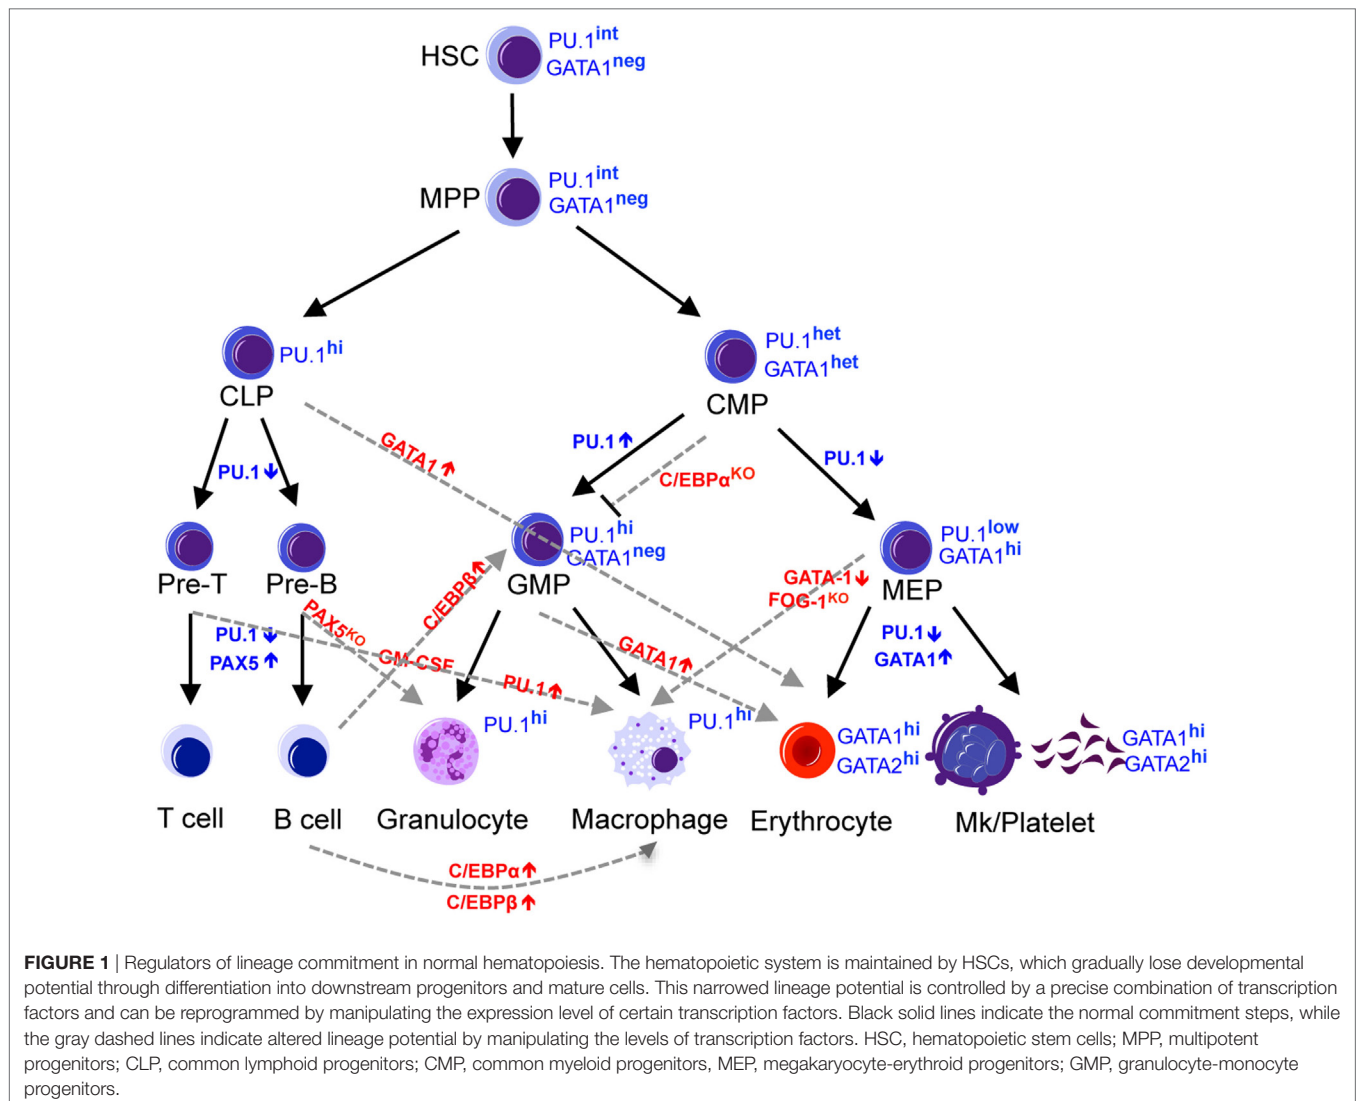 HSC
PU.1int
GATA1neg
MPP
PU.1int
GATA1neg
PU.1hi
CLP
PU.1het
GATA1het
CMP
PU.1↓
GATA1↑
PU.1↑
C/EBPαKO
PU.1↓
Pre-T
Pre-B
PU.1hi
GATA1neg
GMP
PU.1low
GATA1hi
MEP
GATA-1↓
FOG-1KO
C/EBPβ↑
PAX5KO
PU.1↓
PAX5↑
GM-CSF
PU.1↑
GATA1↑
PU.1↓
GATA1↑
PU.1hi
PU.1hi
GATA1hi
GATA2hi
GATA1hi
GATA2hi
T cell
B cell
Granulocyte
Macrophage
Erythrocyte
Mk/Platelet
C/EBPα↑
C/EBPβ↑
FIGURE 1 | Regulators of lineage commitment in normal hematopoiesis. The hematopoietic system is maintained by HSCs, which gradually lose developmental
potential through differentiation into downstream progenitors and mature cells. This narrowed lineage potential is controlled by a precise combination of transcription
factors and can be reprogrammed by manipulating the expression level of certain transcription factors. Black solid lines indicate the normal commitment steps, while
the gray dashed lines indicate altered lineage potential by manipulating the levels of transcription factors. HSC, hematopoietic stem cells; MPP, multipotent
progenitors; CLP, common lymphoid progenitors; CMP, common myeloid progenitors, MEP, megakaryocyte-erythroid progenitors; GMP, granulocyte-monocyte
progenitors.